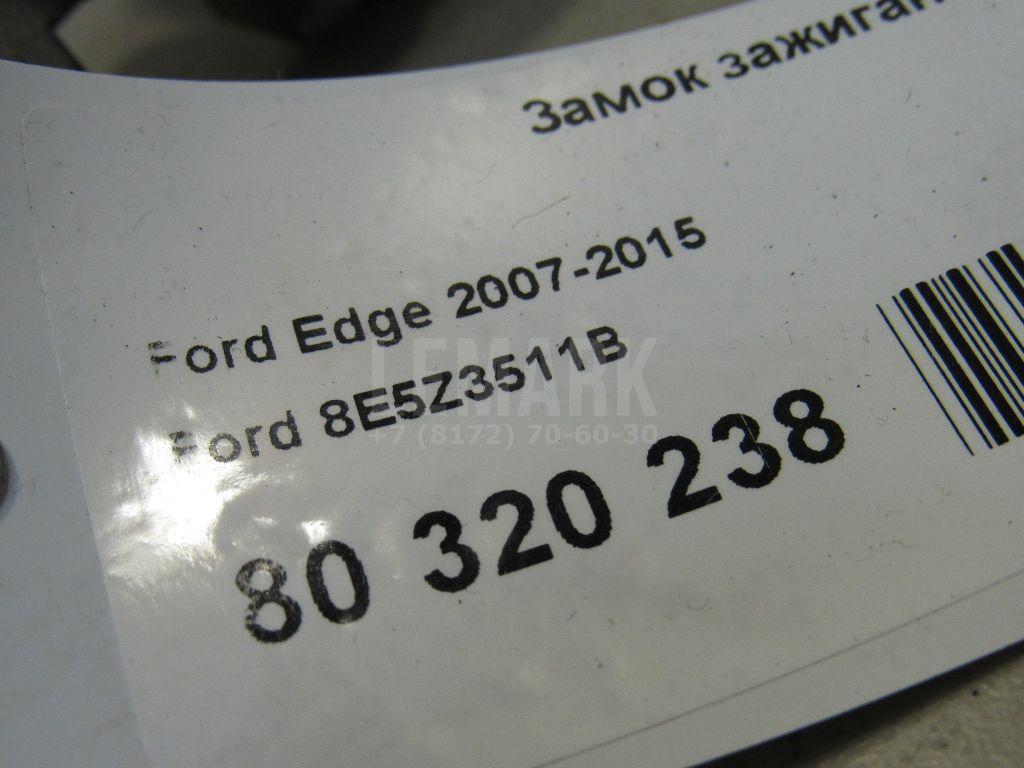 Замок зажиган
Ford Edge 2007-2015
Ford 8E5Z3511B
80 320 238
LEMARK
+7 (8172) 70-60-30